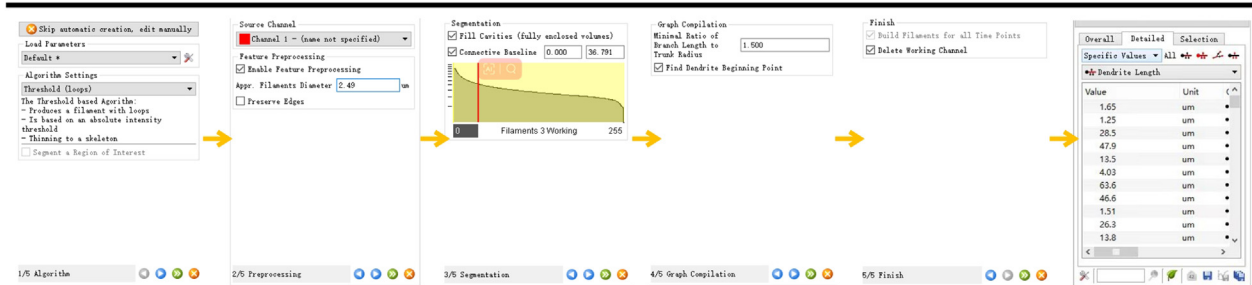 Skip automatic creation, edit manually
Load Parameters
Default *
Algorithm Settings
Threshold (loops)
The Threshold based Agorithm:
- Produces a filament with loops
- Is based on an absolute intensity
threshold
- Thinning to a skeleton
Segment a Region of Interest
1/5 Algorithm
Source Channel
Channel 1 - (name not specified)
Feature Preprocessing
Enable Feature Preprocessing
Appr. Filaments Diameter 2.49 um
Preserve Edges
2/5 Preprocessing
Segmentation
Fill Cavities (fully enclosed volumes)
Connective Baseline 0.000 36.791
0 Filaments 3 Working 255
3/5 Segmentation
Graph Compilation
Minimal Ratio of
Branch Length to 1.500
Trunk Radius
Find Dendrite Beginning Point
4/5 Graph Compilation
Finish
Build Filaments for all Time Points
Delete Working Channel
5/5 Finish
Overall Detailed Selection
Specific Values All
Dendrite Length
Value Unit
1.65 um
1.25 um
28.5 um
47.9 um
13.5 um
4.03 um
63.6 um
46.6 um
1.51 um
26.3 um
13.8 um